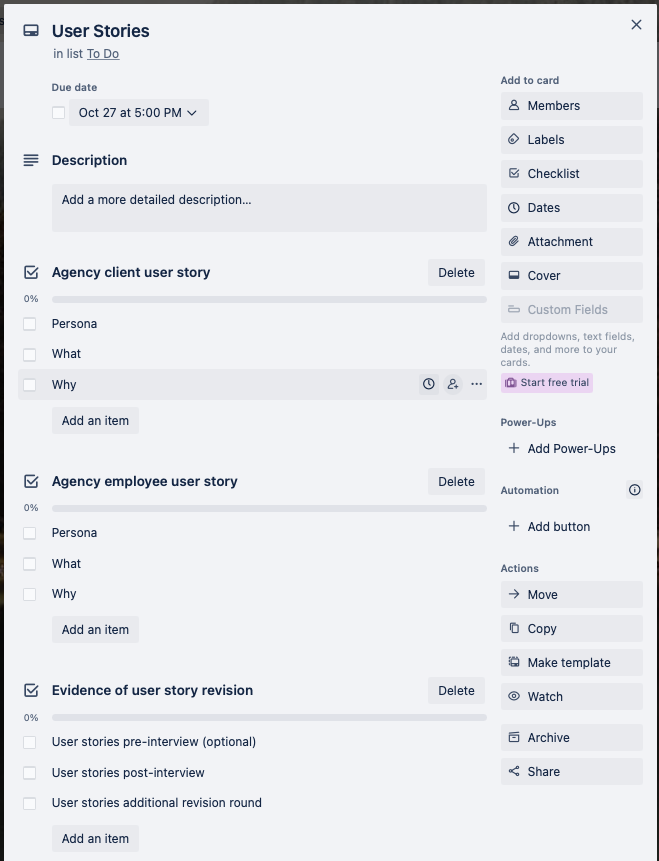 User Stories
in list To Do
Due date
Oct 27 at 5:00 PM
Description
Add a more detailed description...
Agency client user story
Delete
0%
Persona
What
Why
Add an item
Agency employee user story
Delete
0%
Persona
What
Why
Add an item
Evidence of user story revision
Delete
0%
User stories pre-interview (optional)
User stories post-interview
User stories additional revision round
Add an item
Add to card
Members
Labels
Checklist
Dates
Attachment
Cover
Custom Fields
Add dropdowns, text fields,
dates, and more to your
cards.
Start free trial
Power-Ups
Add Power-Ups
Automation
Add button
Actions
Move
Copy
Make template
Watch
Archive
Share